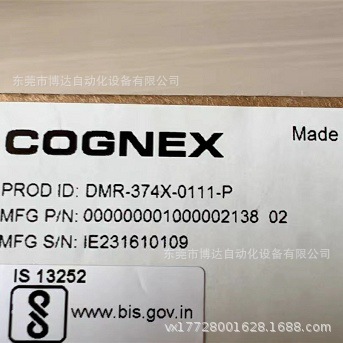 东莞市博达自动化设备有限公司
COGNEX
Made
PROD ID: DMR-374X-0111-P
MFG P/N: 000000001000002138 02
MFG S/N: IE231610109
东莞市博达自动化设备有限公司
IS 13252
www.bis.gov.in
vx17728001628.1688.com